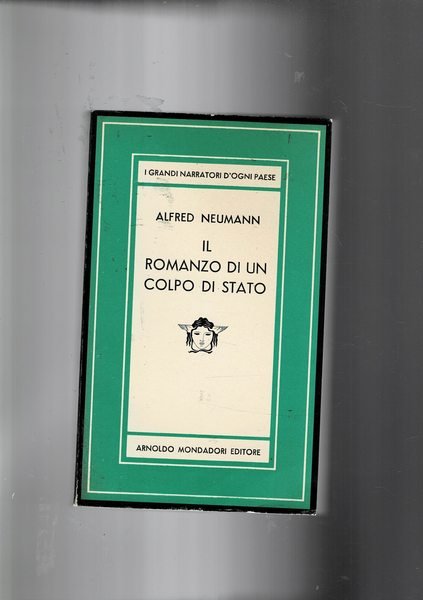 I GRANDI NARRATORI D'OGNI PAESE
ALFRED NEUMANN
IL
ROMANZO DI UN
COLPO DI STATO
ARNOLDO MONDADORI EDITORE